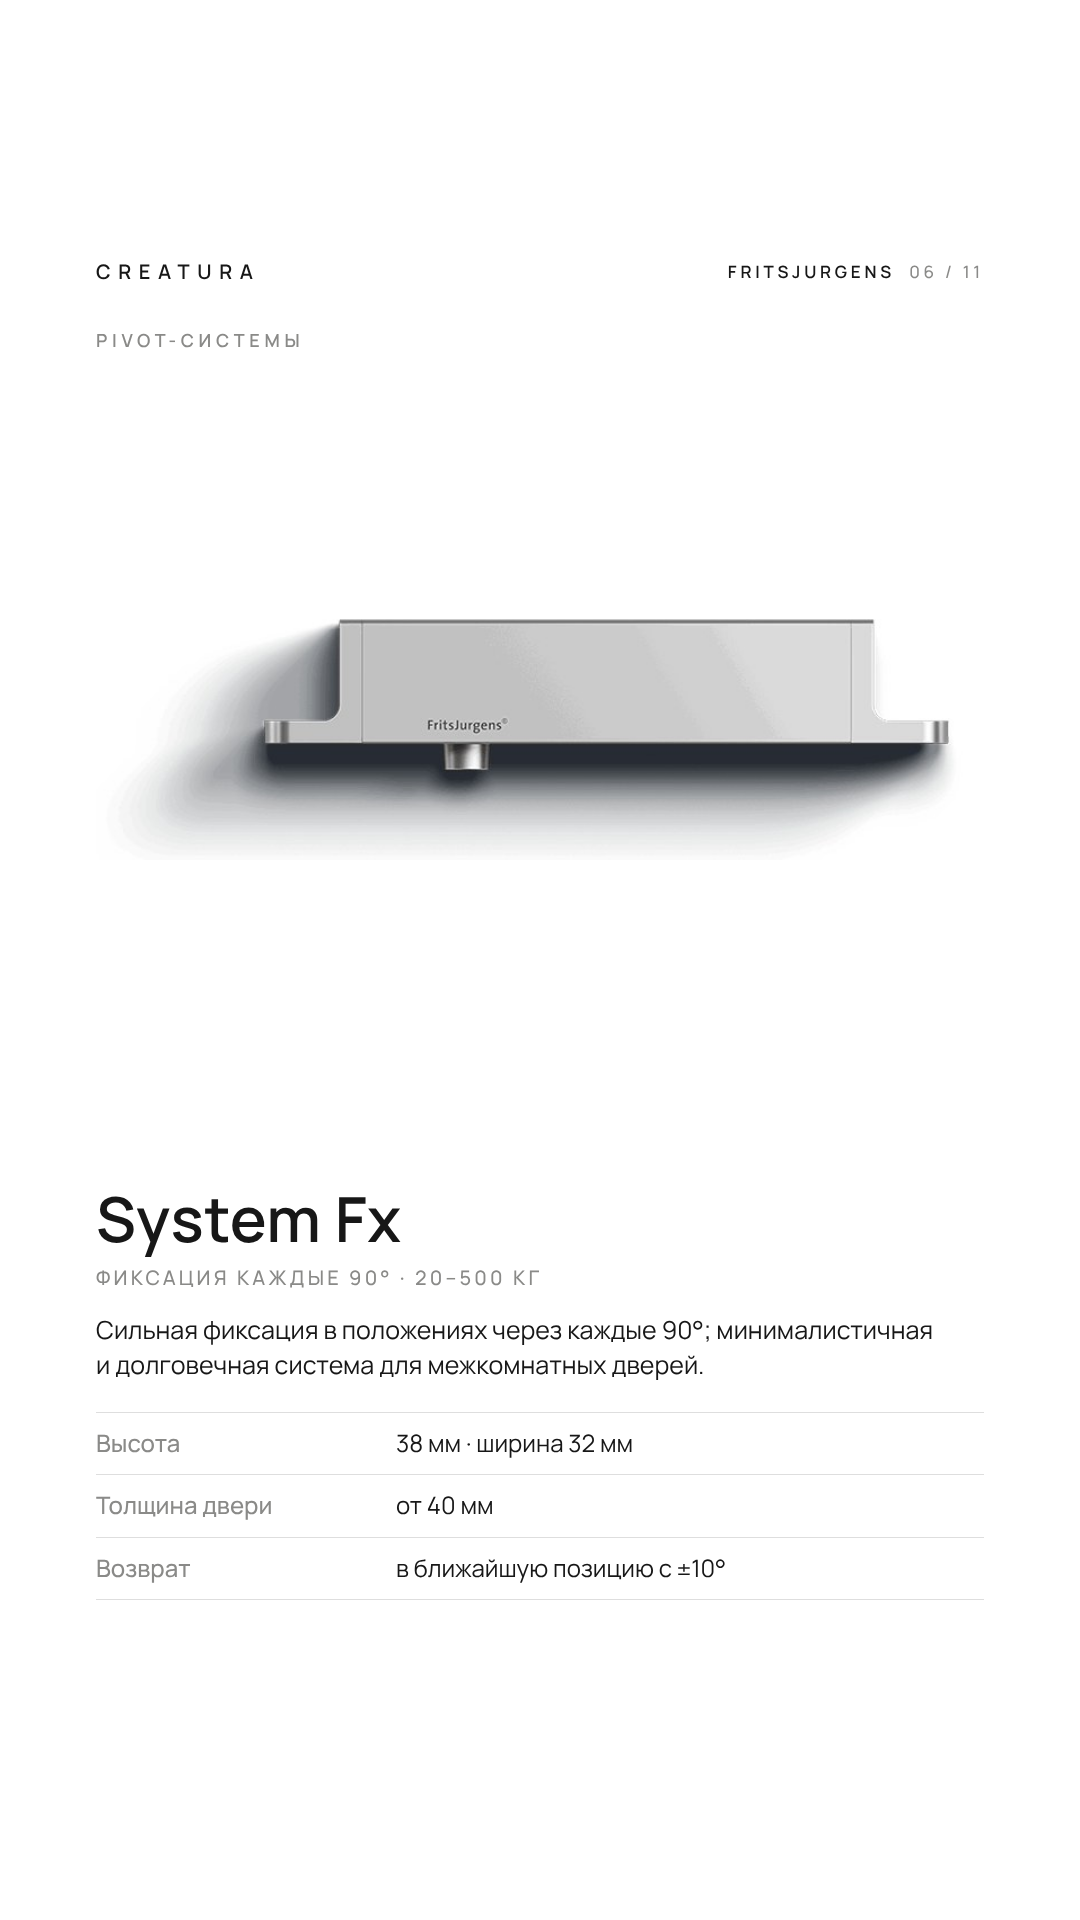 CREATURA
FRITSJURGENS 06 / 11
PIVOT-СИСТЕМЫ
FritsJurgens®
System Fx
ФИКСАЦИЯ КАЖДЫЕ 90° · 20–500 КГ
Сильная фиксация в положениях через каждые 90°; минималистичная
и долговечная система для межкомнатных дверей.
Высота 38 мм · ширина 32 мм
Толщина двери от 40 мм
Возврат в ближайшую позицию с ±10°